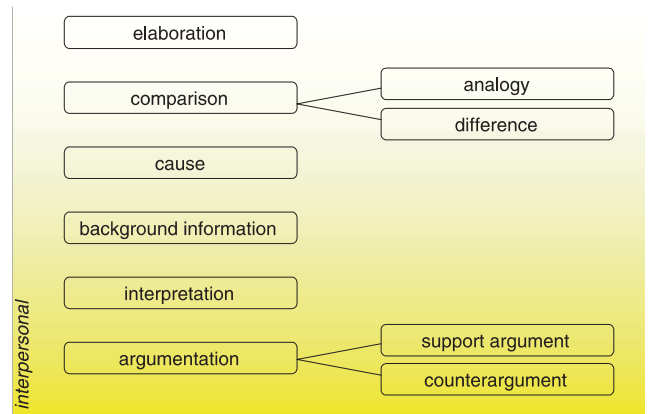 elaboration
comparison
analogy
difference
cause
background information
interpretation
interpersonal
argumentation
support argument
counterargument